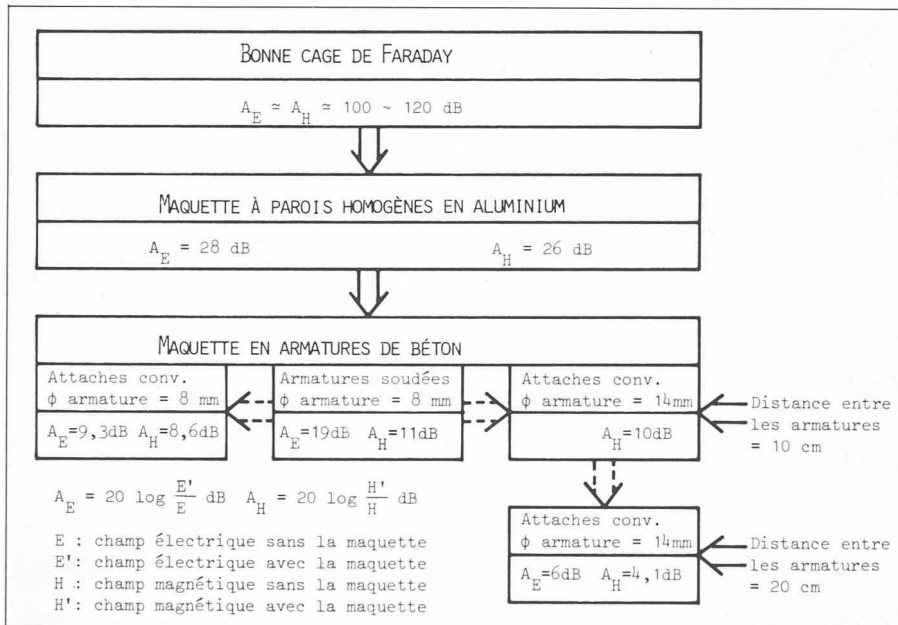 BONNE CAGE DE FARADAY
A_E ≃ A_H ≃ 100 ~ 120 dB
MAQUETTE À PAROIS HOMOGÈNES EN ALUMINIUM
A_E = 28 dB A_H = 26 dB
MAQUETTE EN ARMATURES DE BÉTON
Attaches conv.
ϕ armature = 8 mm
A_E=9,3dB A_H=8,6dB
Armatures soudées
ϕ armature = 8 mm
A_E=19dB A_H=11dB
Attaches conv.
ϕ armature = 14mm
A_H=10dB
Distance entre
les armatures
= 10 cm
A_E = 20 log E'/E dB A_H = 20 log H'/H dB
E : champ électrique sans la maquette
E': champ électrique avec la maquette
H : champ magnétique sans la maquette
H': champ magnétique avec la maquette
Attaches conv.
ϕ armature = 14mm
A_E=6dB A_H=4,1dB
Distance entre
les armatures
= 20 cm